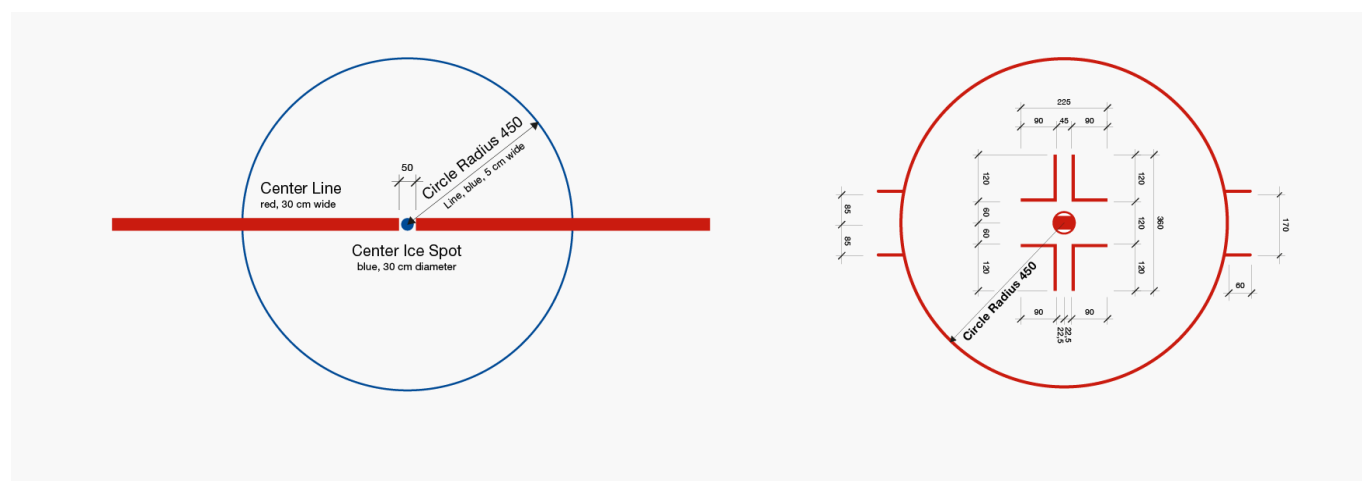 Circle Radius 450
Line, blue, 5 cm wide
50
Center Line
red, 30 cm wide
Center Ice Spot
blue, 30 cm diameter
225
90 45 90
120
60
60
120
120
120
120
360
85
85
170
60
Circle Radius 450
90
22,5
22,5
90